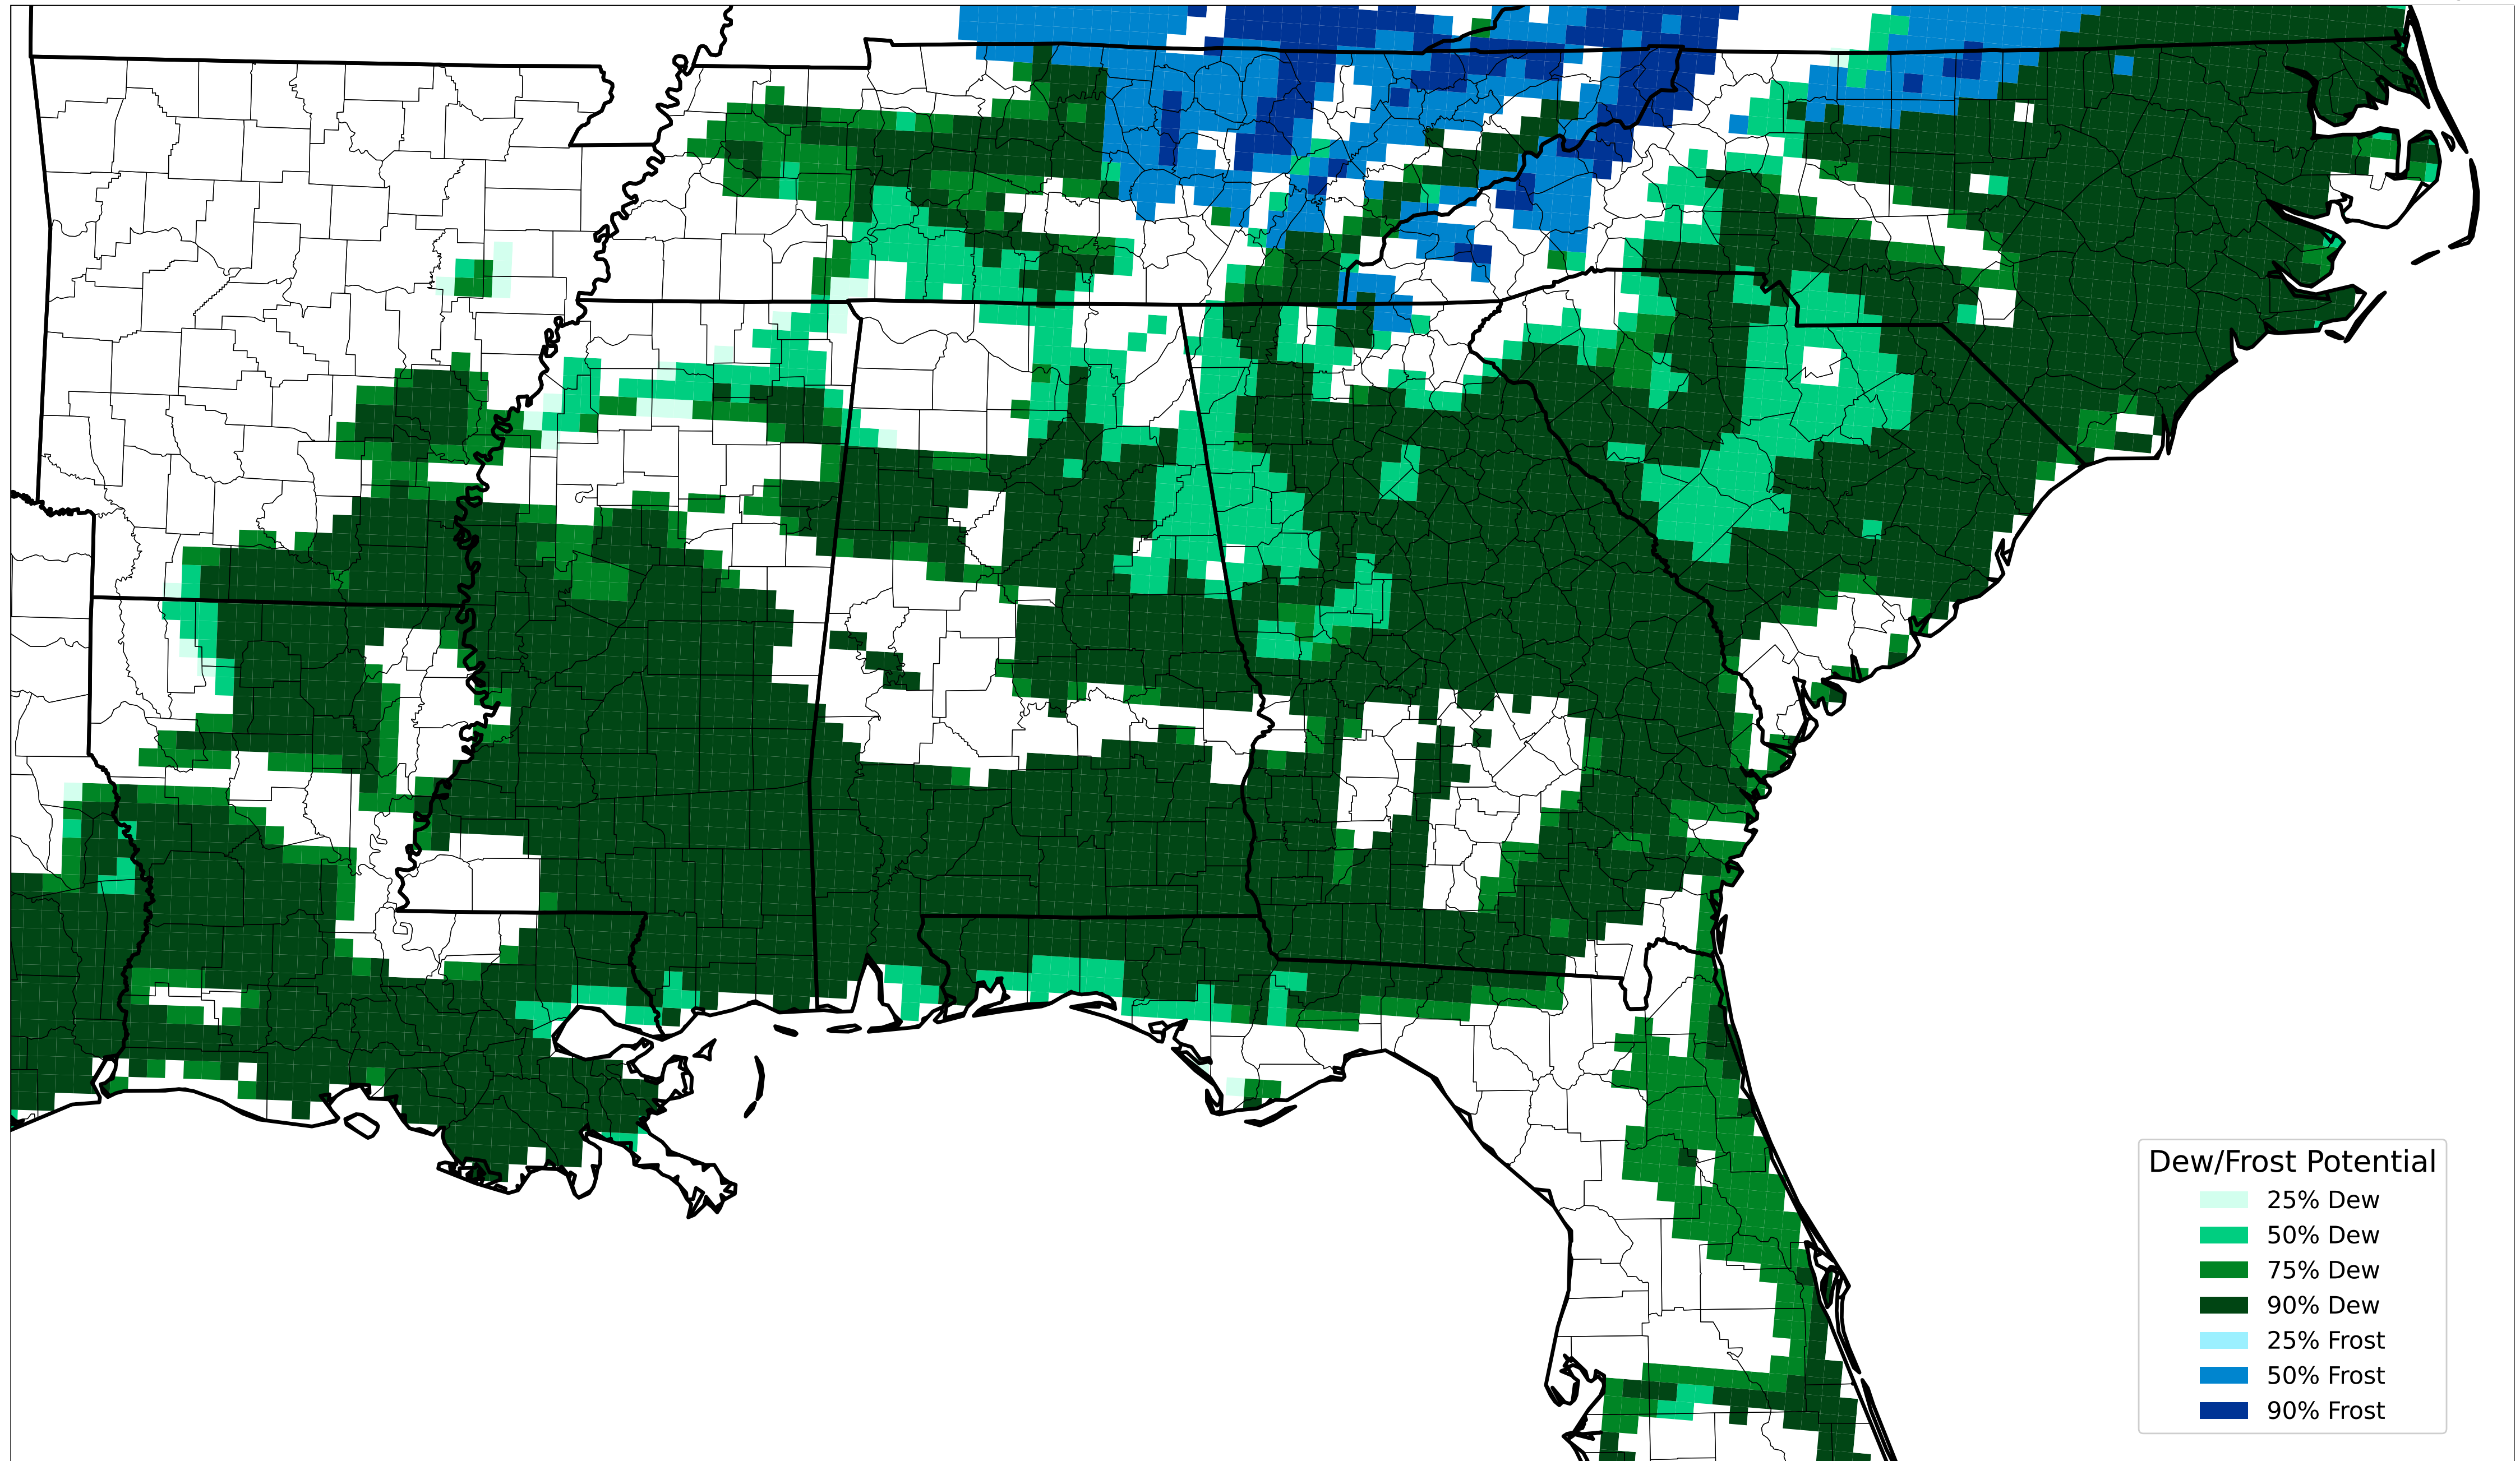 Dew/Frost Potential
25% Dew
50% Dew
75% Dew
90% Dew
25% Frost
50% Frost
90% Frost